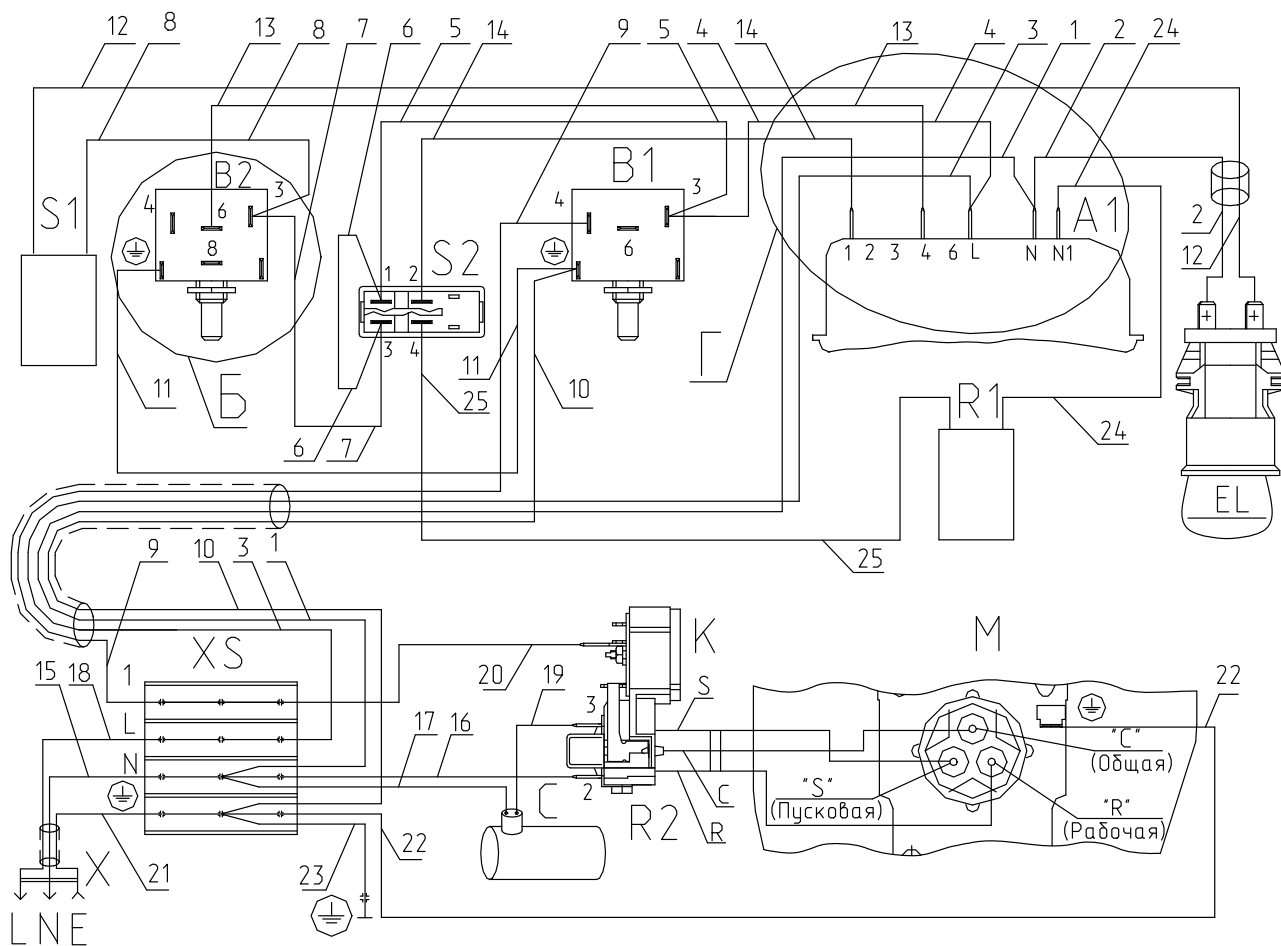 12 8 13 8 7 6 5 14 9 5 4 14 13 4 3 1 2 24
B2 B1
S1 4 6 3 4 3 A1 2
8 6
S2 1 2 3 4 6 L N N1 12
1 2
3 4
11 Б 6 7 25 11 10 Г R1 24
EL
25
9 10 3 1
XS K M
15 18 1 20 19 S 22
L 17 16 3
N "C"
(Общая)
"S"
(Пусковая)
2 C C
R2 R "R"
(Рабочая)
X 21 23 22
L N E